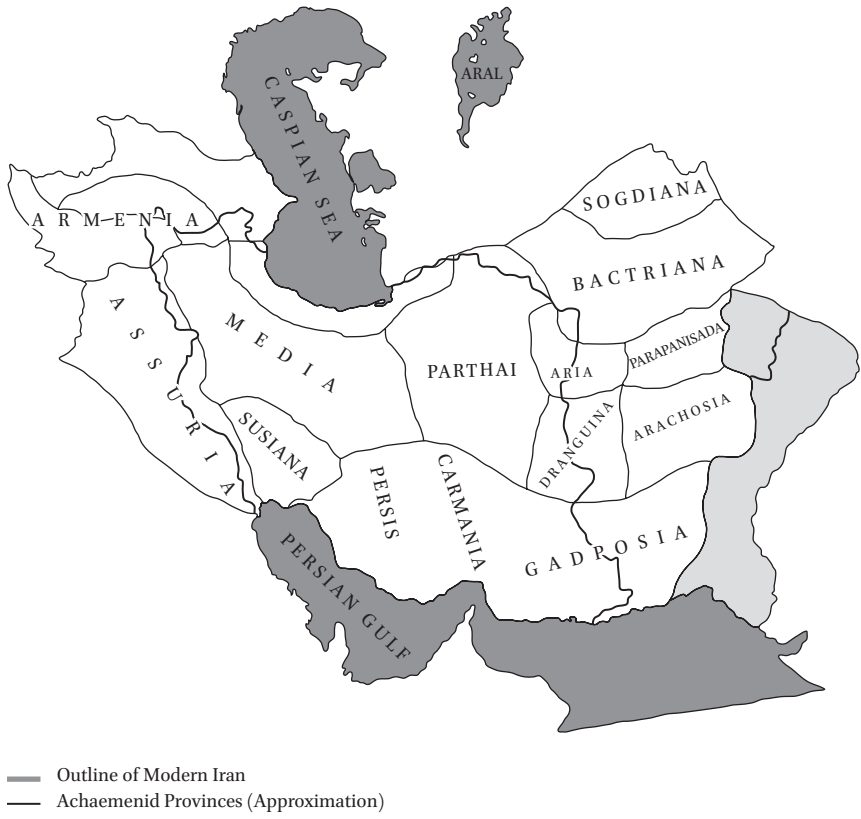 ARAL
CASPIAN SEA
SOGDIANA
ARMENIA
BACTRIANA
ASSURIA
MEDIA
PARTHAI
ARIA
PARAPANISADA
SUSIANA
DRANGUINA
ARACHOSIA
PERSIS
CARMANIA
GADPOSIA
PERSIAN GULF
Outline of Modern Iran
Achaemenid Provinces (Approximation)